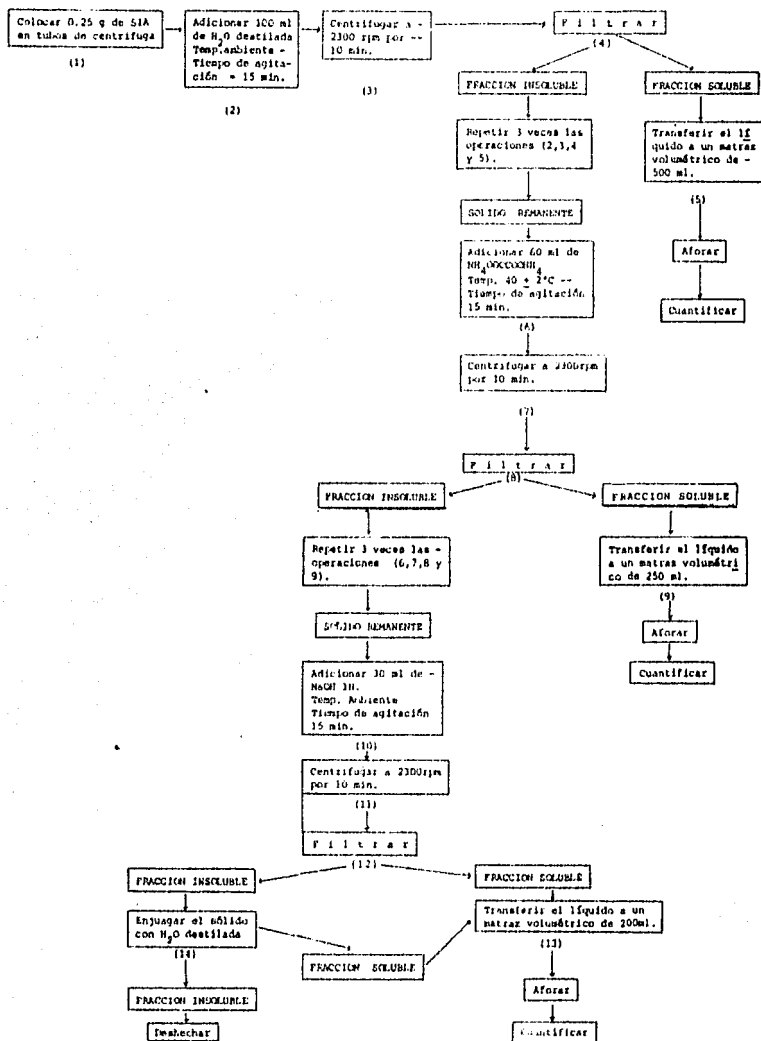 Colocar 0.25 g de SIA
en tubos de centrífuga
(1)
Adicionar 100 ml
de H2O destilada
Temp.ambiente -
Tiempo de agita-
ción = 15 min.
(2)
Centrifugar a -
2300 rpm por --
10 min.
(3)
F i l t r a r
(4)
FRACCION INSOLUBLE
FRACCION SOLUBLE
Repetir 3 veces las
operaciones (2,3,4
y 5).
Transferir el lí
quido a un matraz
volumétrico de -
500 ml.
(5)
SOLIDO REMANENTE
Aforar
Adicionar 60 ml de
NH4OOCCOONH4
Temp. 40 ± 2°C --
Tiempo de agitación
15 min.
(6)
Cuantificar
Centrifugar a 2300rpm
por 10 min.
(7)
F i l t r a r
(8)
FRACCION INSOLUBLE
FRACCION SOLUBLE
Repetir 3 veces las -
operaciones (6,7,8 y
9).
Transferir el líquido
a un matraz volumétri
co de 250 ml.
(9)
SOLIDO REMANENTE
Aforar
Adicionar 30 ml de -
NaOH 1N.
Temp. Ambiente
Tiempo de agitación
15 min.
(10)
Cuantificar
Centrifugar a 2300rpm
por 10 min.
(11)
F i l t r a r
(12)
FRACCION INSOLUBLE
FRACCION SOLUBLE
Enjuagar el sólido
con H2O destilada
(14)
Transferir el líquido a un
matraz volumétrico de 200ml.
(13)
FRACCION SOLUBLE
FRACCION INSOLUBLE
Aforar
Deshechar
Cuantificar